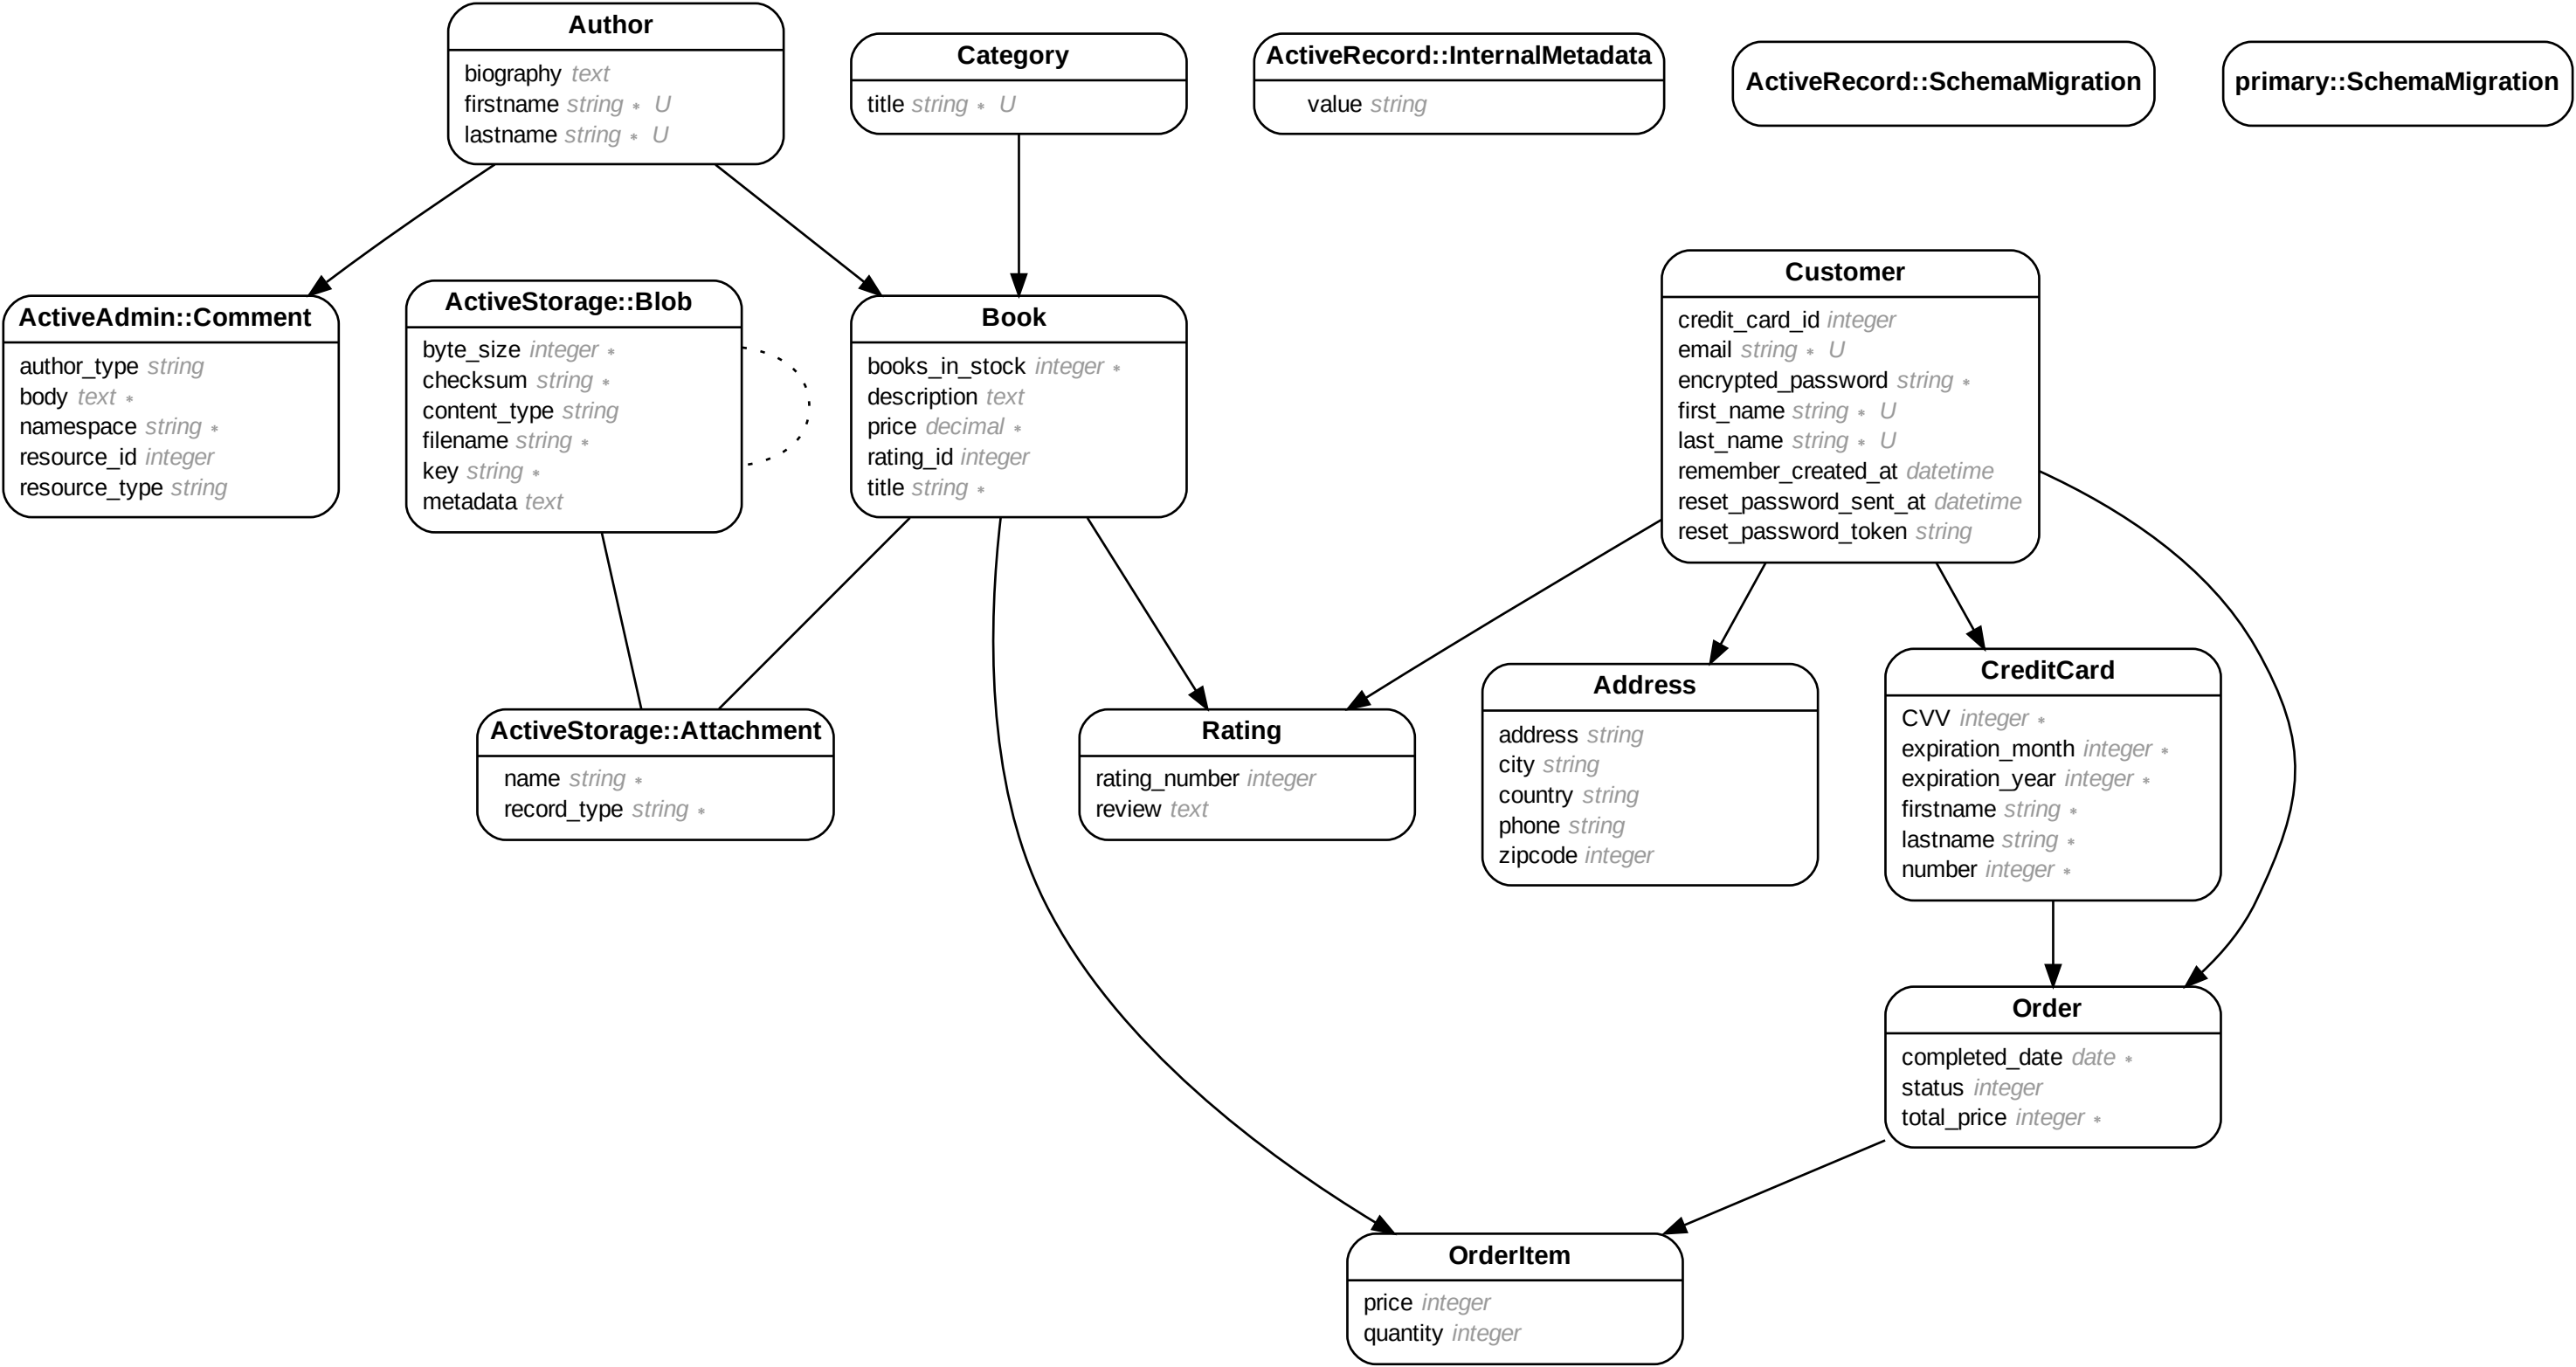 Author
biography text
firstname string * U
lastname string * U
Category
title string * U
ActiveRecord::InternalMetadata
value string
ActiveRecord::SchemaMigration
primary::SchemaMigration
ActiveAdmin::Comment
author_type string
body text *
namespace string *
resource_id integer
resource_type string
ActiveStorage::Blob
byte_size integer *
checksum string *
content_type string
filename string *
key string *
metadata text
Book
books_in_stock integer *
description text
price decimal *
rating_id integer
title string *
Customer
credit_card_id integer
email string * U
encrypted_password string *
first_name string * U
last_name string * U
remember_created_at datetime
reset_password_sent_at datetime
reset_password_token string
ActiveStorage::Attachment
name string *
record_type string *
Rating
rating_number integer
review text
Address
address string
city string
country string
phone string
zipcode integer
CreditCard
CVV integer *
expiration_month integer *
expiration_year integer *
firstname string *
lastname string *
number integer *
Order
completed_date date *
status integer
total_price integer *
OrderItem
price integer
quantity integer